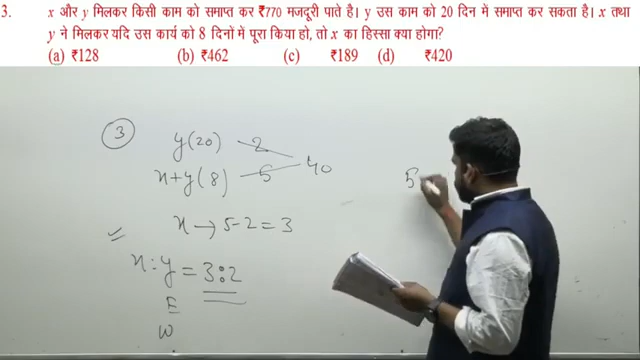 3. x और y मिलकर किसी काम को समाप्त कर ₹770 मजदूरी पाते है। y उस काम को 20 दिन में समाप्त कर सकता है। x तथा
y ने मिलकर यदि उस कार्य को 8 दिनों में पूरा किया हो, तो x का हिस्सा क्या होगा?
(a) ₹128 (b) ₹462 (c) ₹189 (d) ₹420
3
y(20) 2
40
x+y(8) 5
x → 5-2=3
x:y = 3:2
E
W
5